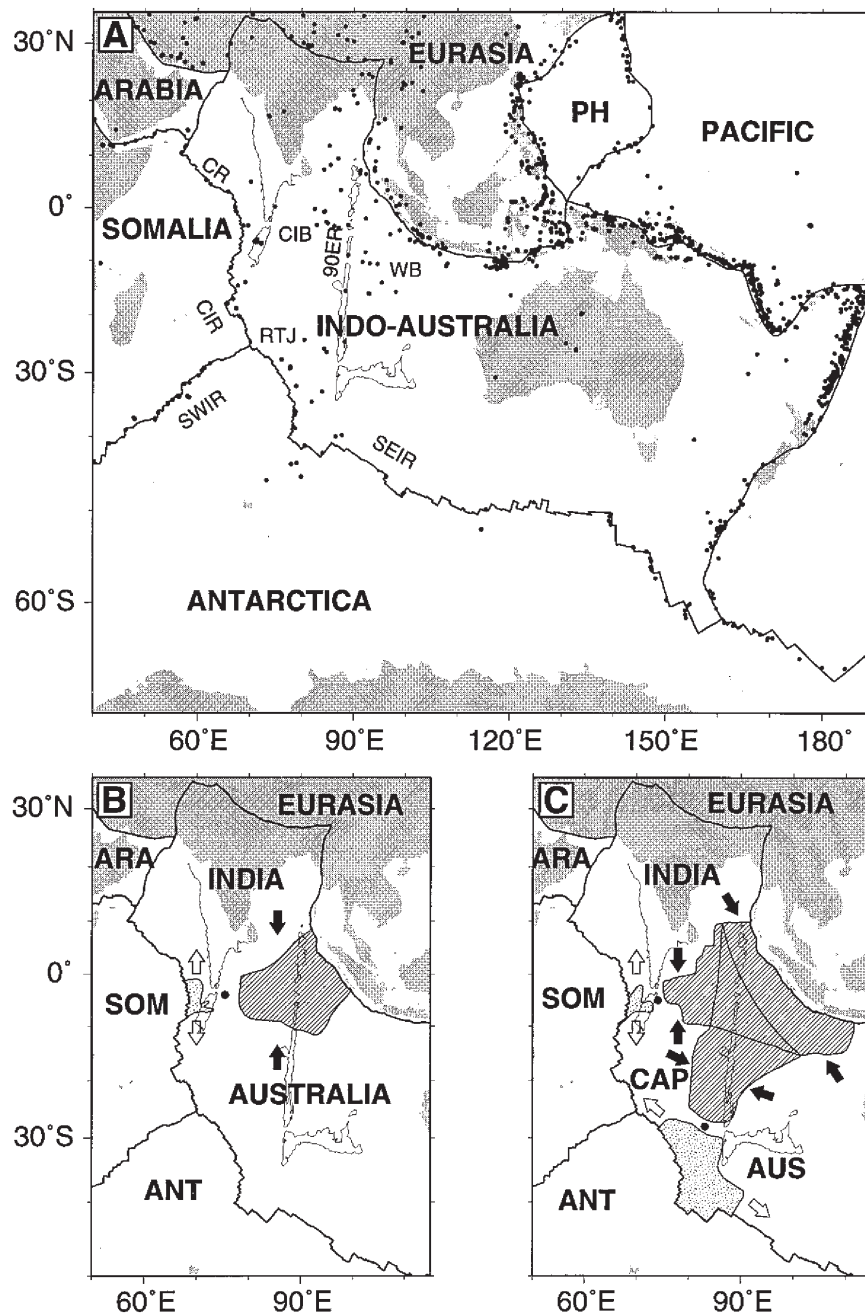 A
30°N
EURASIA
ARABIA
PH
PACIFIC
CR
0°
SOMALIA
CIB
90ER
WB
CIR
INDO-AUSTRALIA
RTJ
30°S
SWIR
SEIR
60°S
ANTARCTICA
60°E
90°E
120°E
150°E
180°
B
30°N
EURASIA
ARA
INDIA
0°
SOM
AUSTRALIA
30°S
ANT
60°E
90°E
C
EURASIA
ARA
INDIA
SOM
CAP
AUS
ANT
60°E
90°E